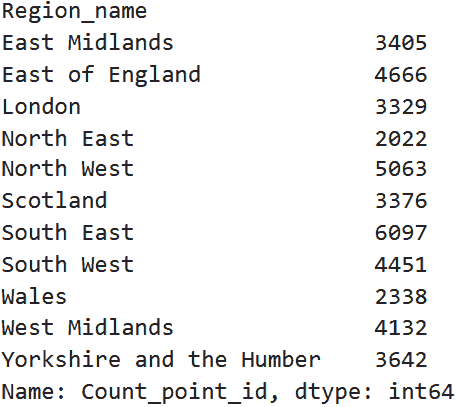 Region_name
East Midlands 3405
East of England 4666
London 3329
North East 2022
North West 5063
Scotland 3376
South East 6097
South West 4451
Wales 2338
West Midlands 4132
Yorkshire and the Humber 3642
Name: Count_point_id, dtype: int64